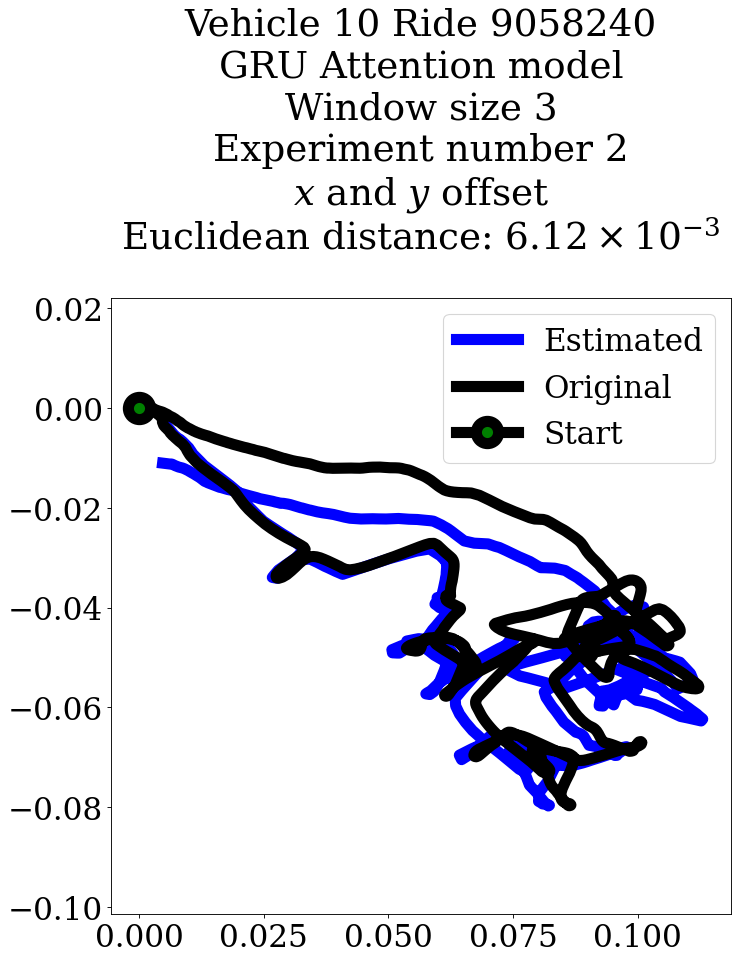 Vehicle 10 Ride 9058240
GRU Attention model
Window size 3
Experiment number 2
x and y offset
Euclidean distance: 6.12 × 10⁻³
Estimated
Original
Start
0.02
0.00
−0.02
−0.04
−0.06
−0.08
−0.10
0.000 0.025 0.050 0.075 0.100